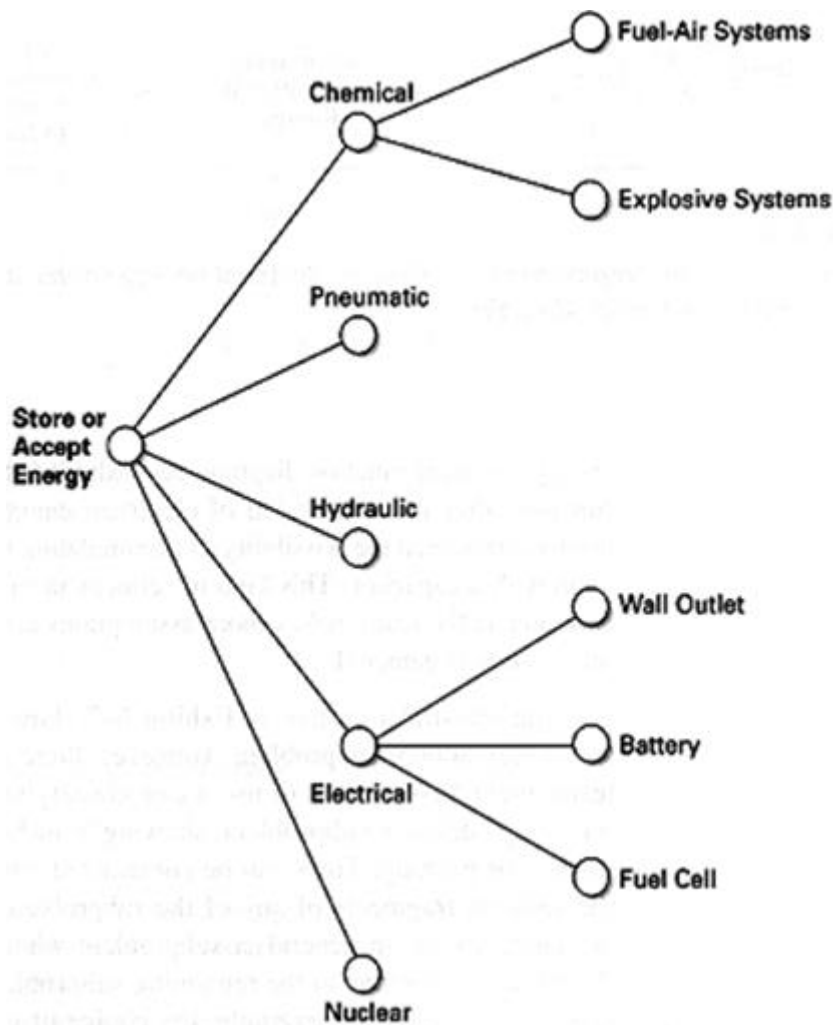 Fuel-Air Systems
Chemical
Explosive Systems
Pneumatic
Store or
Accept
Energy
Hydraulic
Wall Outlet
Battery
Electrical
Fuel Cell
Nuclear